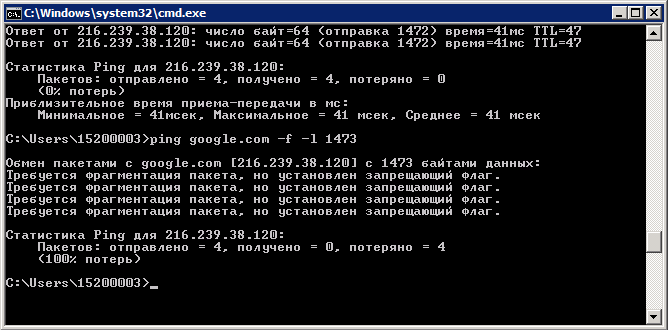 C:\Windows\system32\cmd.exe
Ответ от 216.239.38.120: число байт=64 (отправка 1472) время=41мс TTL=47
Ответ от 216.239.38.120: число байт=64 (отправка 1472) время=41мс TTL=47
Статистика Ping для 216.239.38.120:
Пакетов: отправлено = 4, получено = 4, потеряно = 0
(0% потерь)
Приблизительное время приема-передачи в мс:
Минимальное = 41мсек, Максимальное = 41 мсек, Среднее = 41 мсек
C:\Users\15200003>ping google.com -f -l 1473
Обмен пакетами с google.com [216.239.38.120] с 1473 байтами данных:
Требуется фрагментация пакета, но установлен запрещающий флаг.
Требуется фрагментация пакета, но установлен запрещающий флаг.
Требуется фрагментация пакета, но установлен запрещающий флаг.
Требуется фрагментация пакета, но установлен запрещающий флаг.
Статистика Ping для 216.239.38.120:
Пакетов: отправлено = 4, получено = 0, потеряно = 4
(100% потерь)
C:\Users\15200003>_